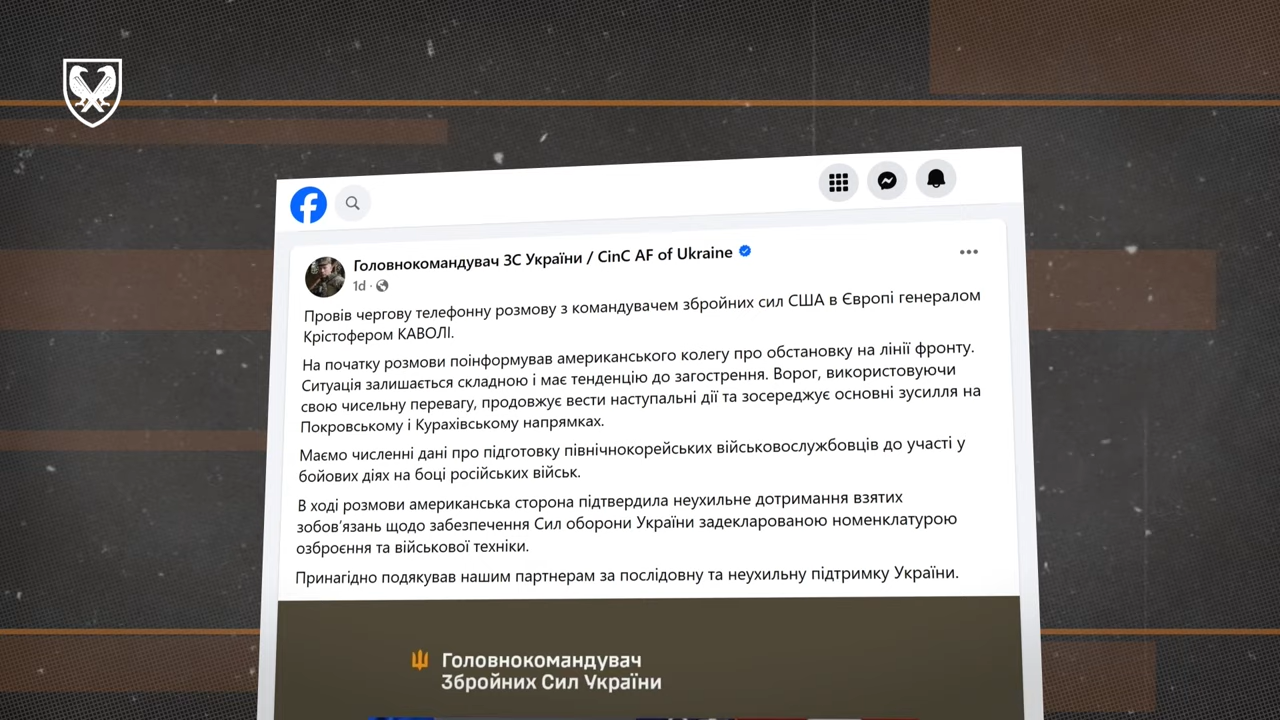 Головнокомандувач ЗС України / CinC AF of Ukraine
1d ·
Провів чергову телефонну розмову з командувачем збройних сил США в Європі генералом
Крістофером КАВОЛІ.
На початку розмови поінформував американського колегу про обстановку на лінії фронту.
Ситуація залишається складною і має тенденцію до загострення. Ворог, використовуючи
свою чисельну перевагу, продовжує вести наступальні дії та зосереджує основні зусилля на
Покровському і Курахівському напрямках.
Маємо численні дані про підготовку північнокорейських військовослужбовців до участі у
бойових діях на боці російських військ.
В ході розмови американська сторона підтвердила неухильне дотримання взятих
зобов’язань щодо забезпечення Сил оборони України задекларованою номенклатурою
озброєння та військової техніки.
Принагідно подякував нашим партнерам за послідовну та неухильну підтримку України.
Головнокомандувач
Збройних Сил України